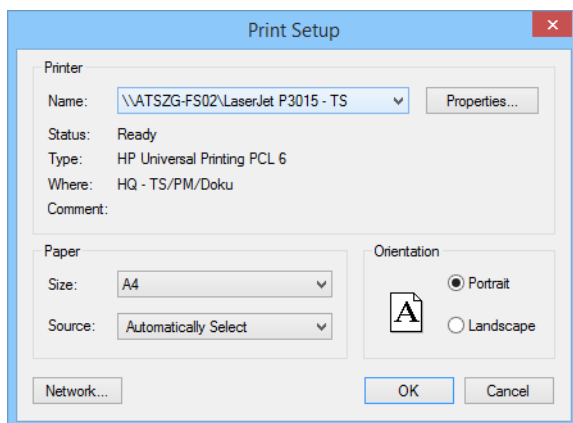 Print Setup
Printer
Name: \\ATSZG-FS02\LaserJet P3015 - TS Properties...
Status: Ready
Type: HP Universal Printing PCL 6
Where: HQ - TS/PM/Doku
Comment:
Paper
Size: A4
Source: Automatically Select
Orientation
A
Portrait
Landscape
Network... OK Cancel